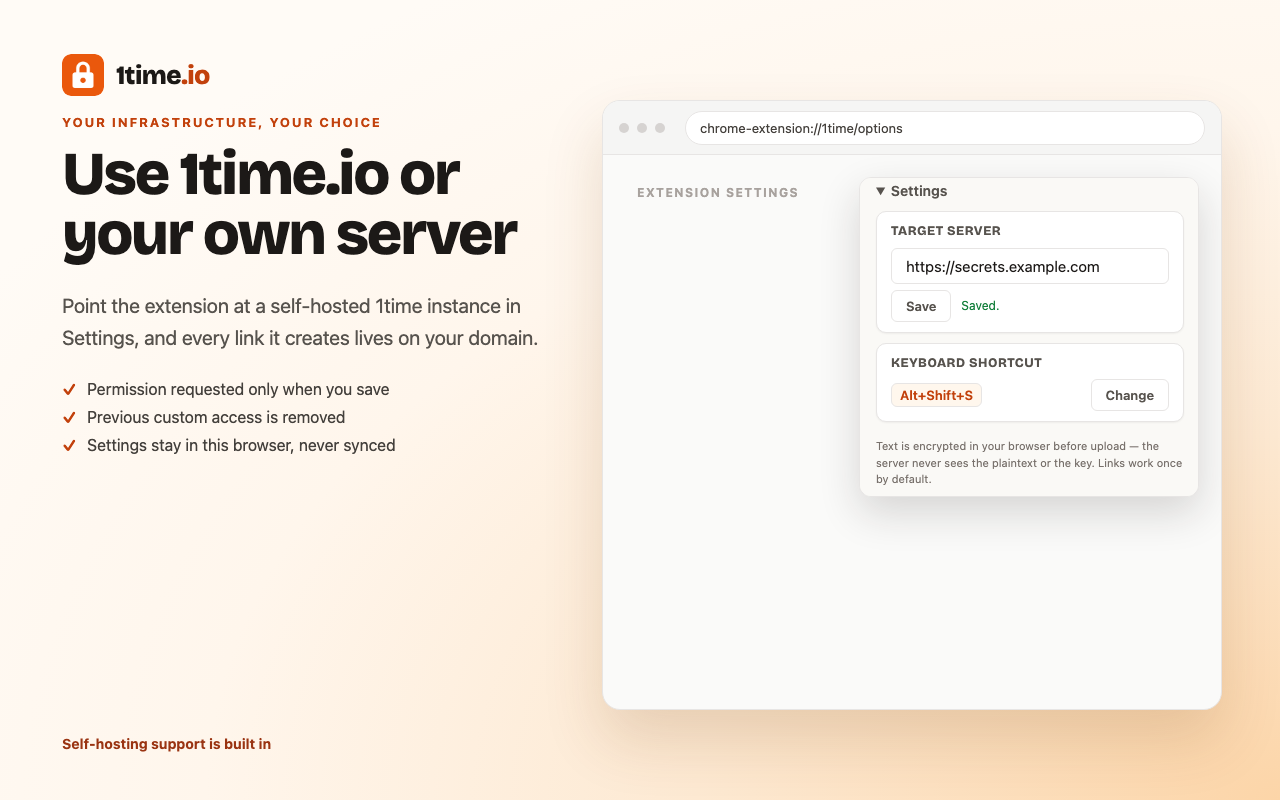 1time.io
YOUR INFRASTRUCTURE, YOUR CHOICE
Use 1time.io or
your own server
Point the extension at a self-hosted 1time instance in
Settings, and every link it creates lives on your domain.
Permission requested only when you save
Previous custom access is removed
Settings stay in this browser, never synced
Self-hosting support is built in
chrome-extension://1time/options
EXTENSION SETTINGS
▼ Settings
TARGET SERVER
https://secrets.example.com
Save Saved.
KEYBOARD SHORTCUT
Alt+Shift+S Change
Text is encrypted in your browser before upload — the
server never sees the plaintext or the key. Links work once
by default.